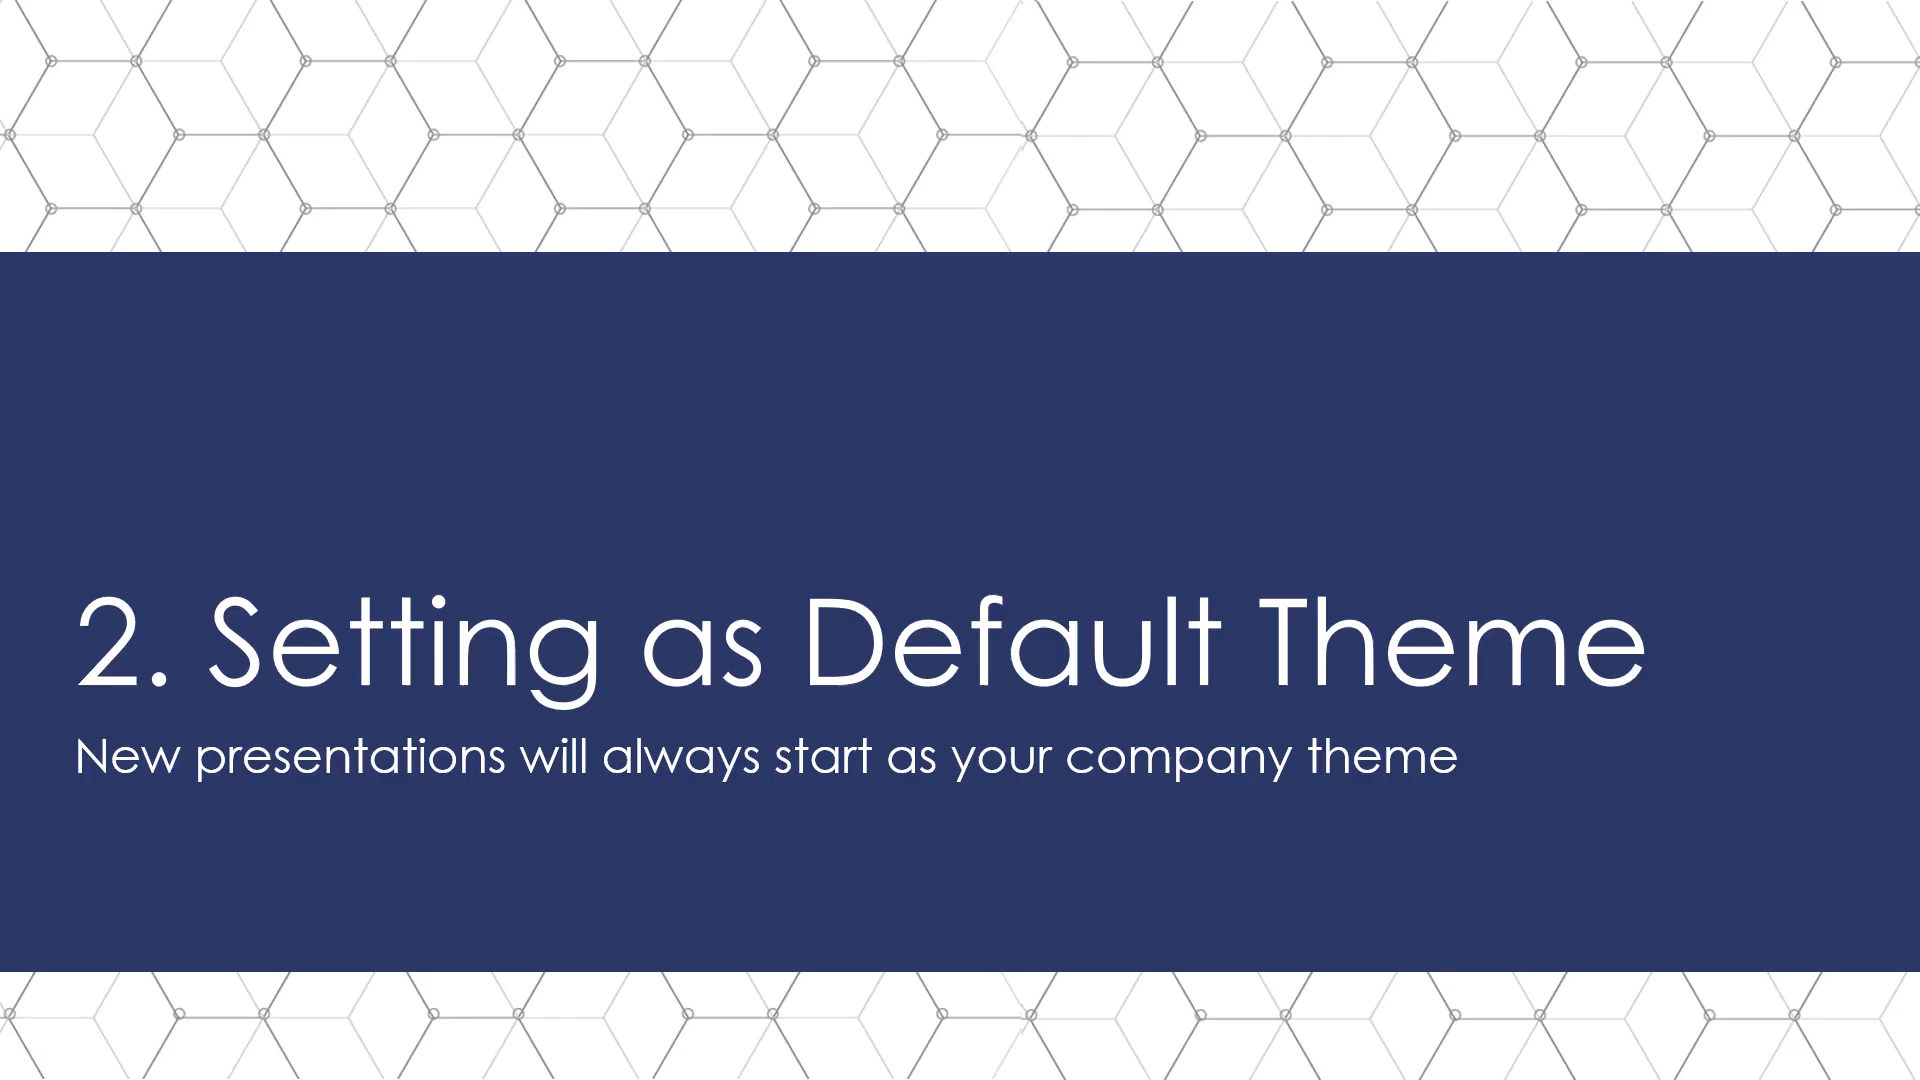 2. Setting as Default Theme
New presentations will always start as your company theme